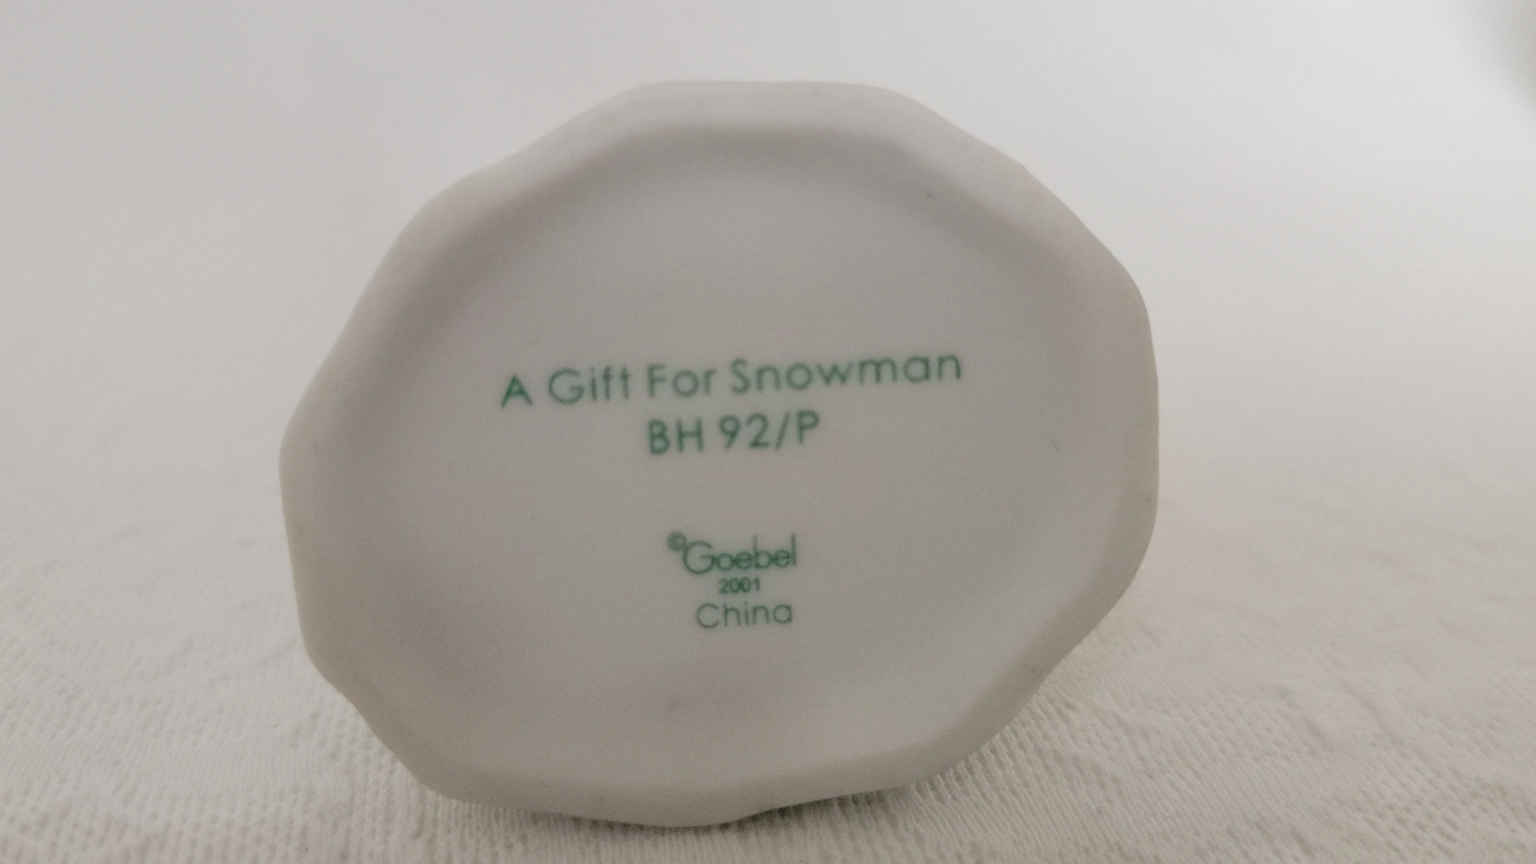 A Gift For Snowman
BH 92/P
©Goebel
2001
China